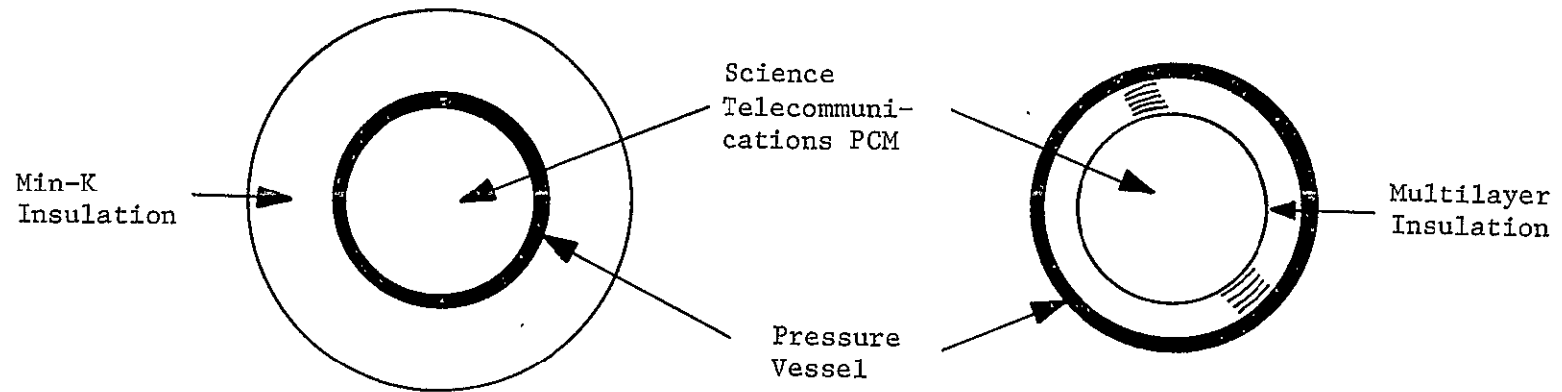 Science
Telecommuni-
cations PCM
Min-K
Insulation
Multilayer
Insulation
Pressure
Vessel